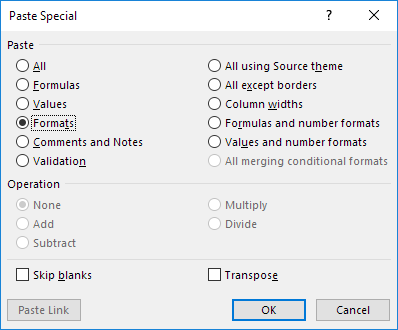 Paste Special
?
Paste
All
All using Source theme
Formulas
All except borders
Values
Column widths
Formats
Formulas and number formats
Comments and Notes
Values and number formats
Validation
All merging conditional formats
Operation
None
Multiply
Add
Divide
Subtract
Skip blanks
Transpose
Paste Link
OK
Cancel